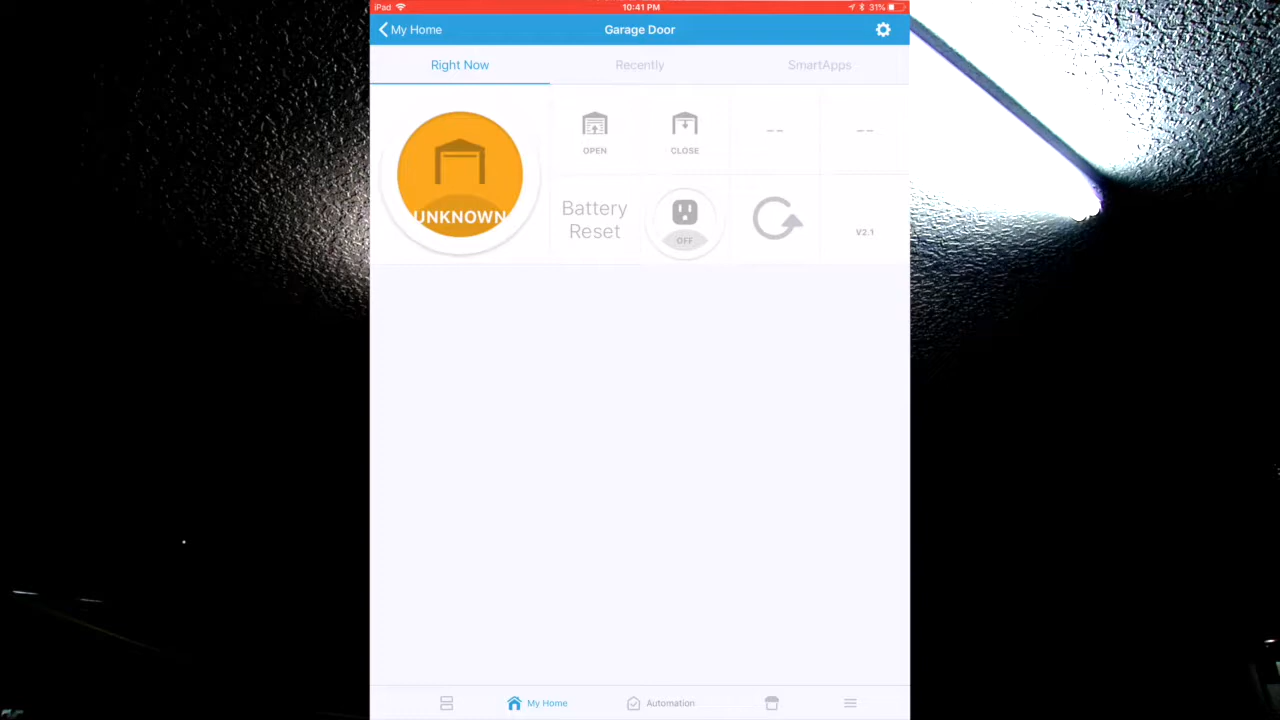 iPad 10:41 PM 31%
My Home Garage Door
Right Now Recently SmartApps
OPEN CLOSE -- --
UNKNOWN
Battery
Reset
OFF
V2.1
My Home Automation